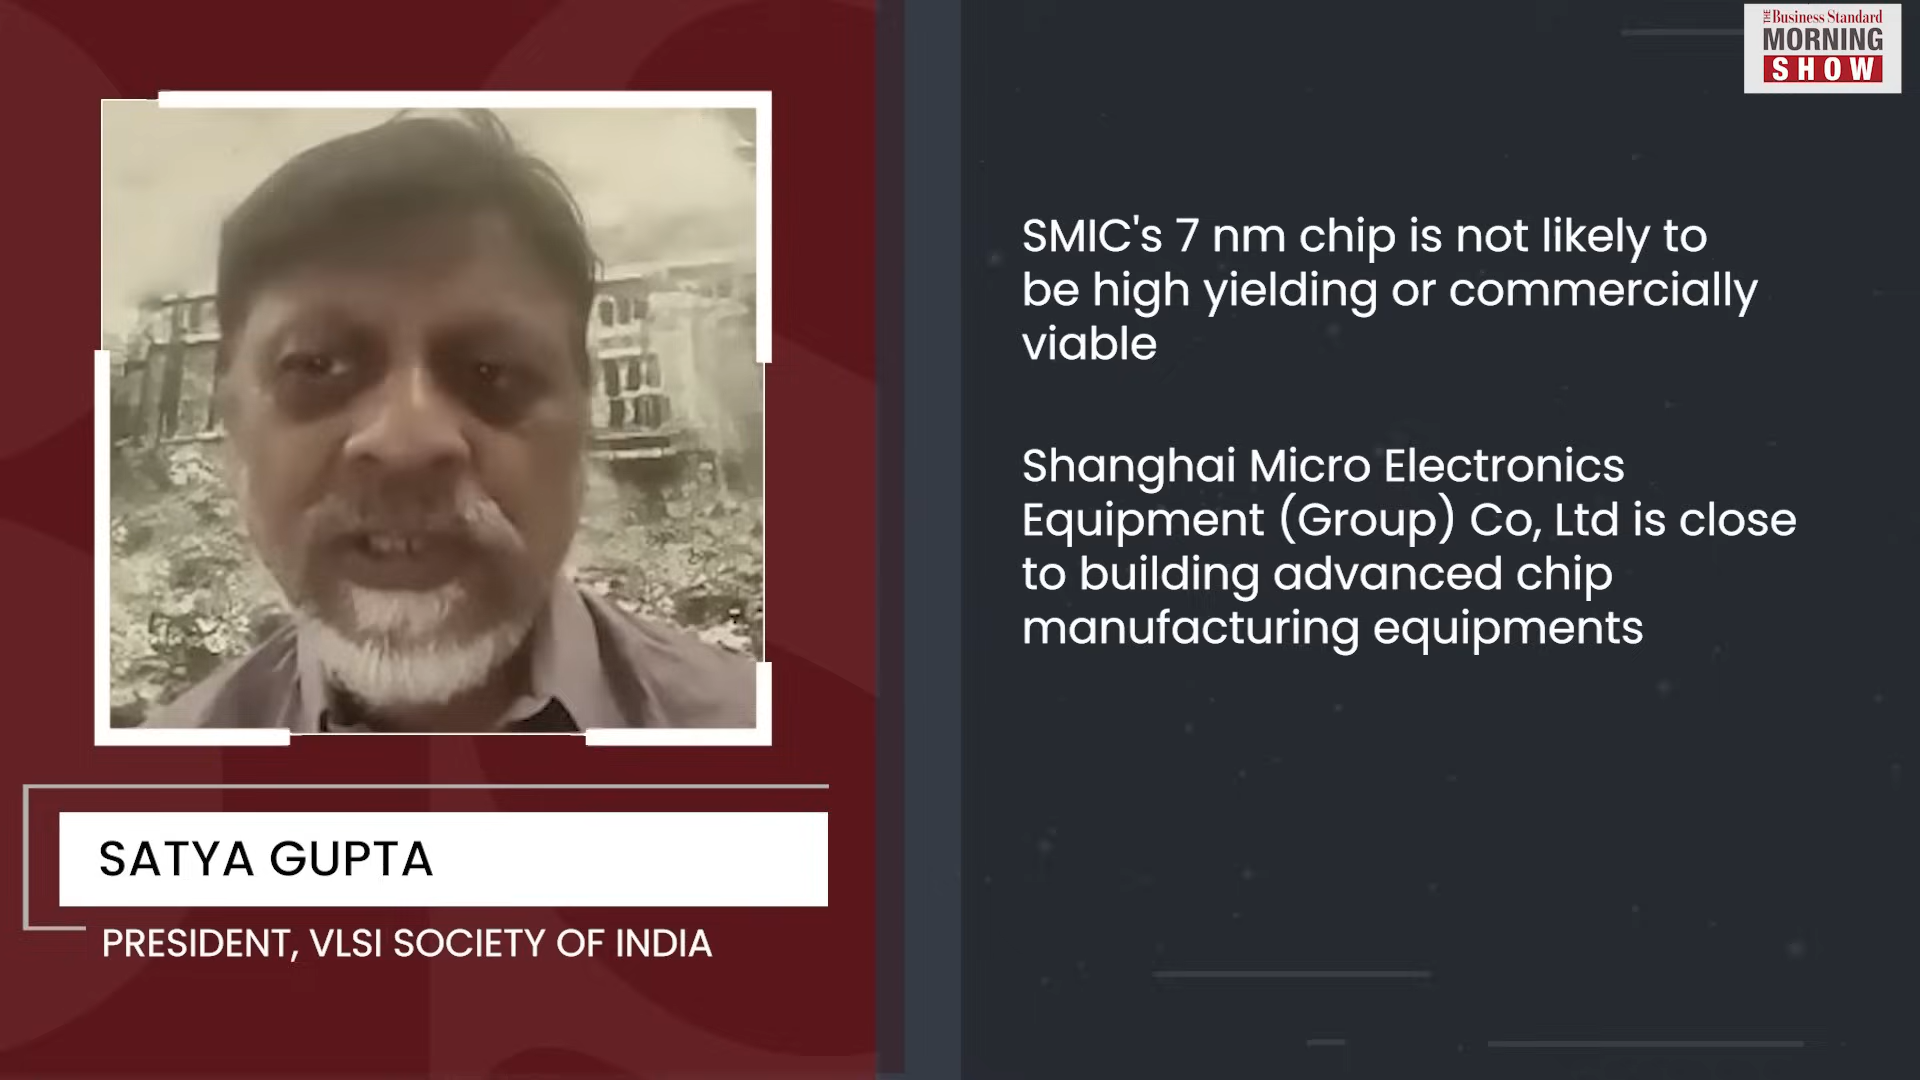 THE Business Standard
MORNING
SHOW
SMIC's 7 nm chip is not likely to
be high yielding or commercially
viable
Shanghai Micro Electronics
Equipment (Group) Co, Ltd is close
to building advanced chip
manufacturing equipments
SATYA GUPTA
PRESIDENT, VLSI SOCIETY OF INDIA